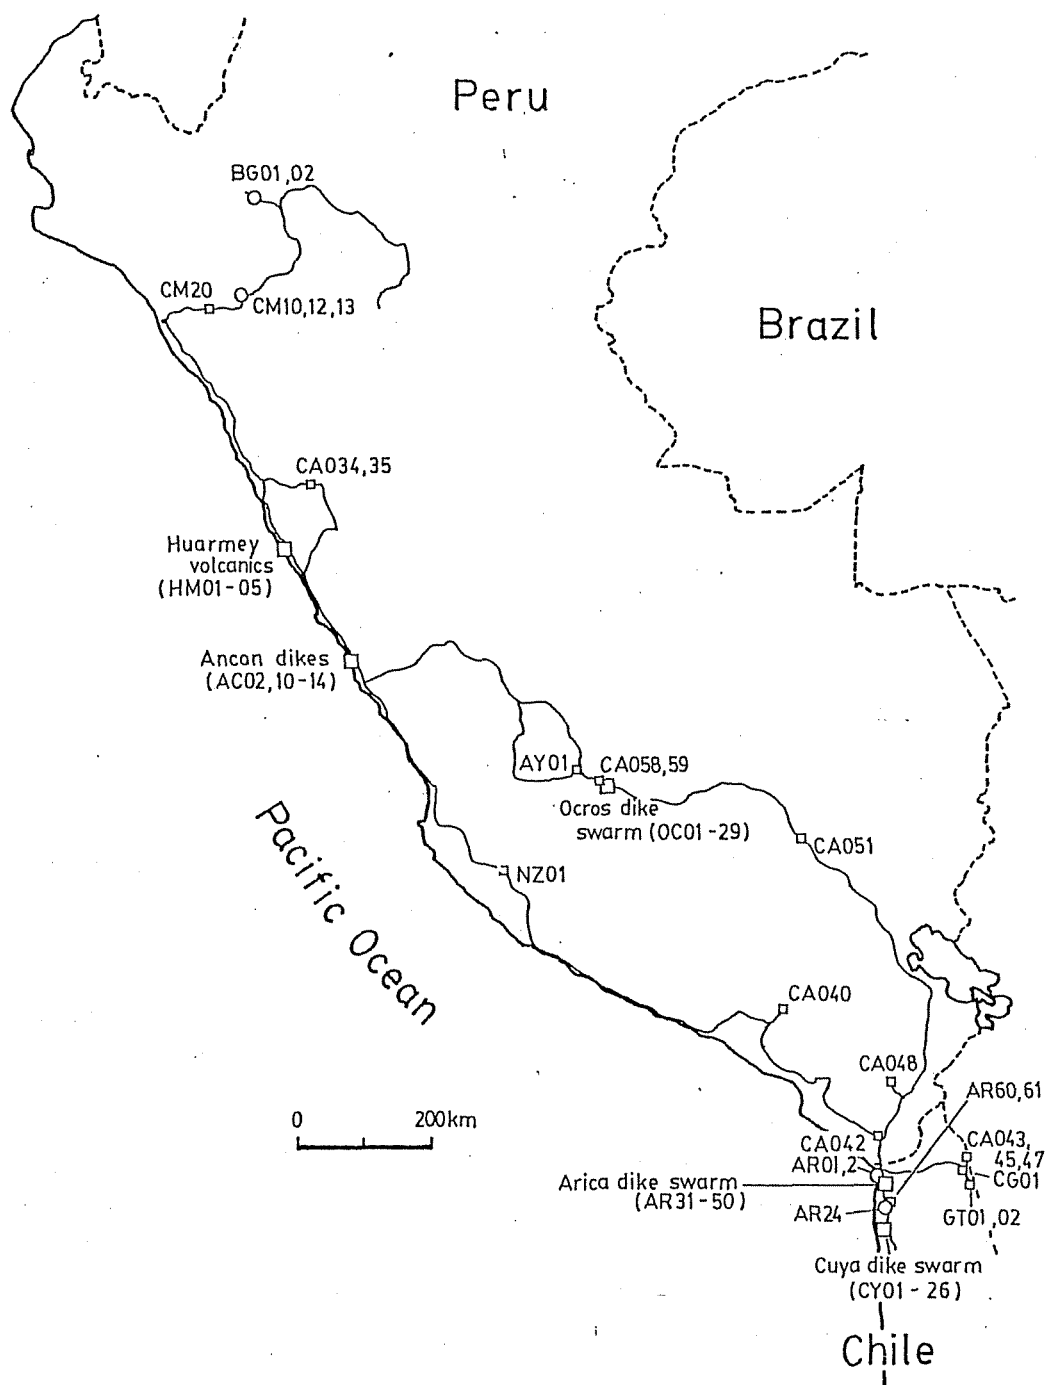 Peru
BG01,02
CM20
CM10,12,13
Brazil
CA034,35
Huarmey
volcanics
(HM01-05)
Ancon dikes
(AC02,10-14)
AY01
CA058,59
Ocros dike
swarm (OC01-29)
CA051
NZ01
Pacific Ocean
CA040
CA048
AR60,61
0 200km
CA042
CA043,
45,47
AR01,2
CG01
Arica dike swarm
(AR31-50)
AR24
GT01,02
Cuya dike swarm
(CY01-26)
Chile